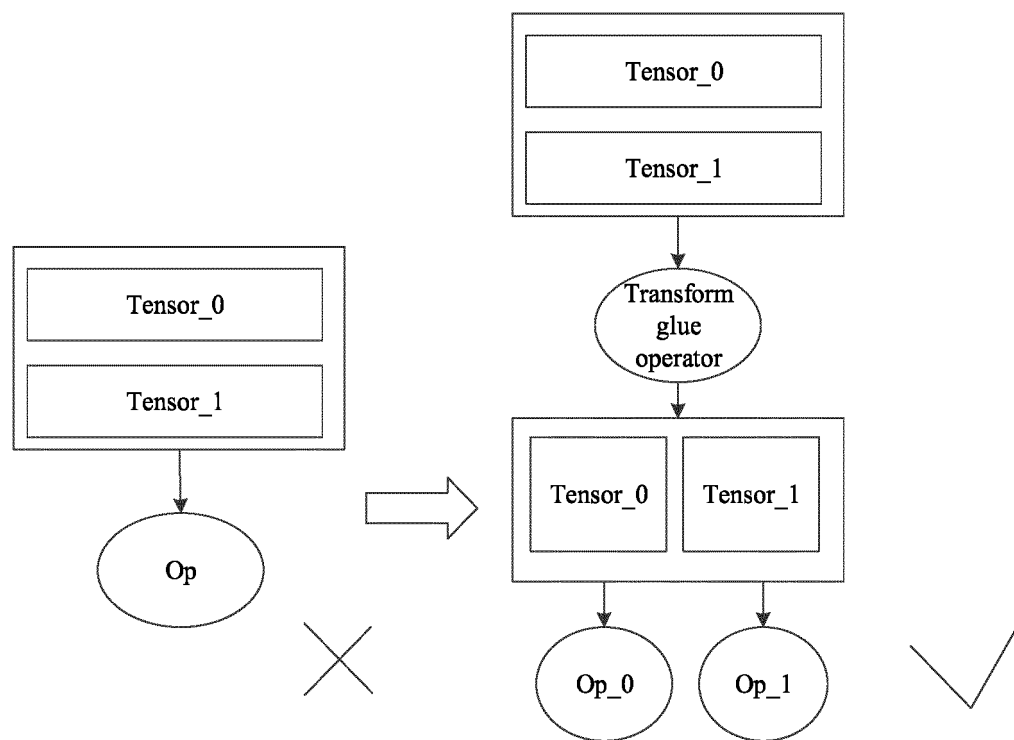 Tensor_0
Tensor_1
Op
Tensor_0
Tensor_1
Transform
glue
operator
Tensor_0
Tensor_1
Op_0
Op_1